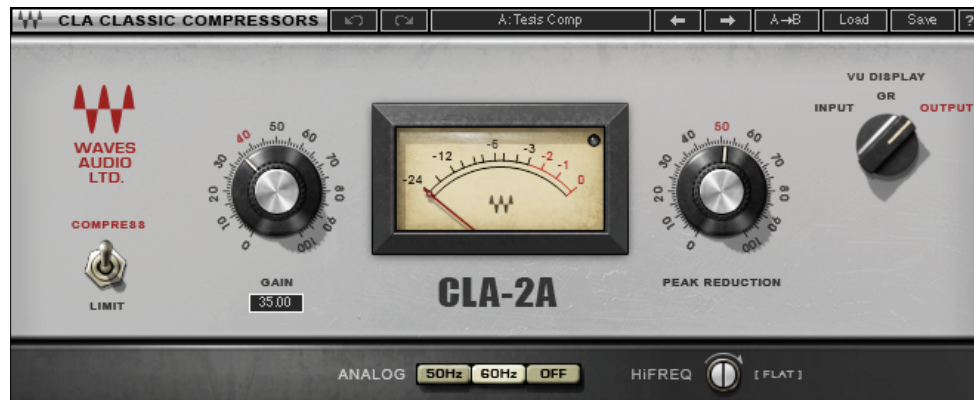 CLA CLASSIC COMPRESSORS
A:Tesis Comp
A→B
Load
Save
?
WAVES
AUDIO
LTD.
COMPRESS
LIMIT
0 10 20 30 40 50 60 70 80 90 100
GAIN
35.00
-24 -12 -6 -3 -2 -1 0
CLA-2A
0 10 20 30 40 50 60 70 80 90 100
PEAK REDUCTION
VU DISPLAY
INPUT GR OUTPUT
ANALOG 50Hz 60Hz OFF HiFREQ [ FLAT ]